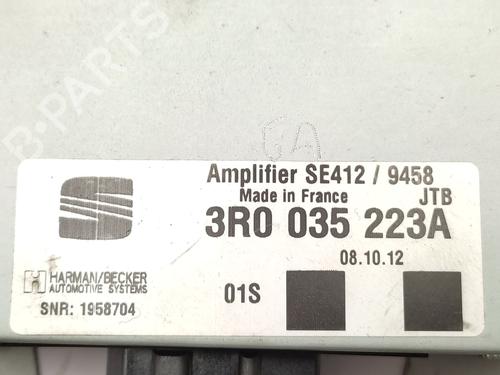 B-PARTS
GA
Amplifier SE412 / 9458
Made in France JTB
3R0 035 223A
08.10.12
HARMAN/BECKER
AUTOMOTIVE SYSTEMS
01S
SNR: 1958704